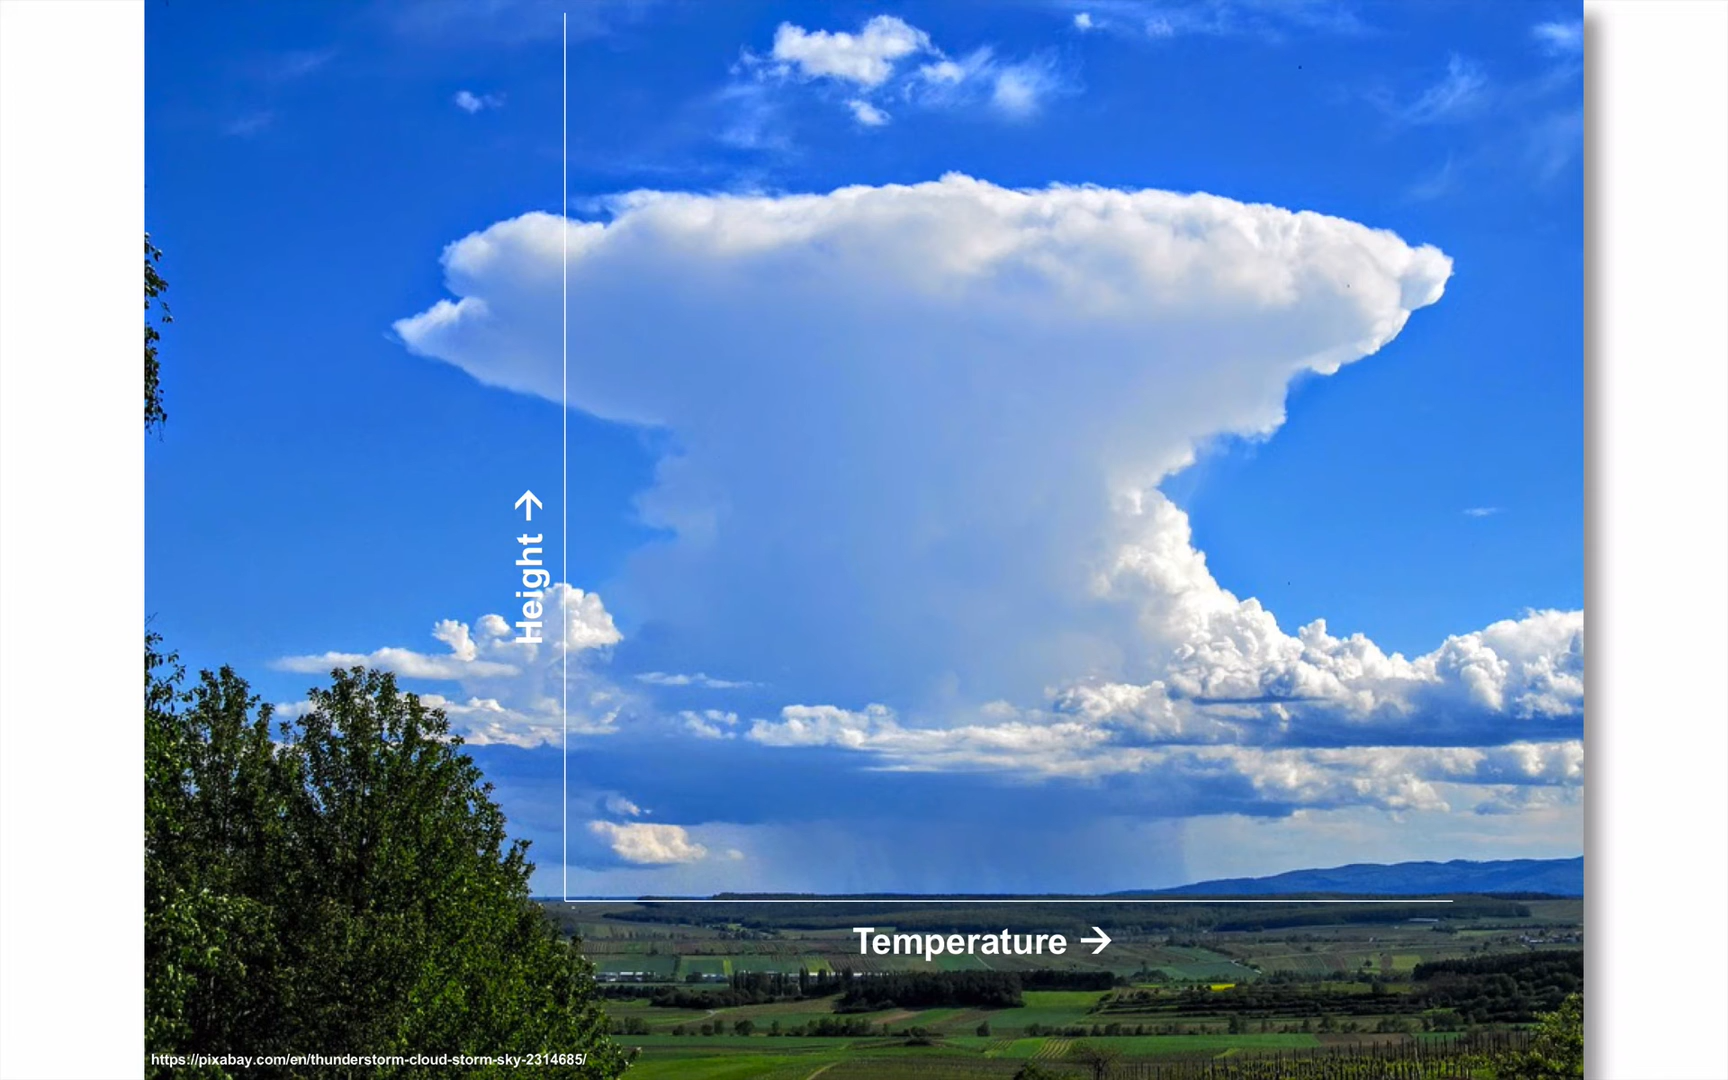 Height →
Temperature →
https://pixabay.com/en/thunderstorm-cloud-storm-sky-2314685/